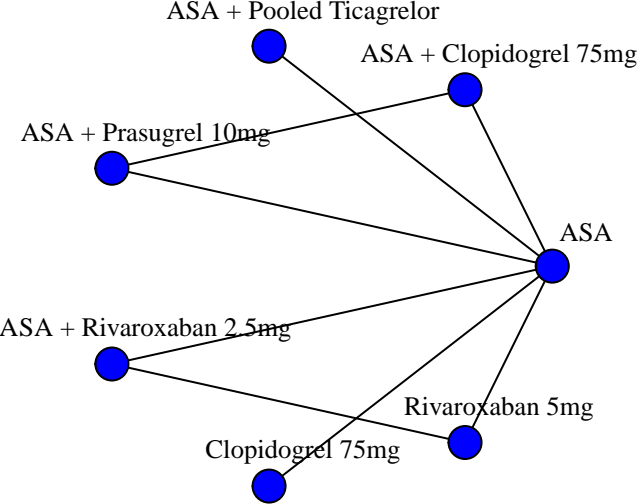 ASA + Pooled Ticagrelor
ASA + Clopidogrel 75mg
ASA + Prasugrel 10mg
ASA
ASA + Rivaroxaban 2.5mg
Rivaroxaban 5mg
Clopidogrel 75mg